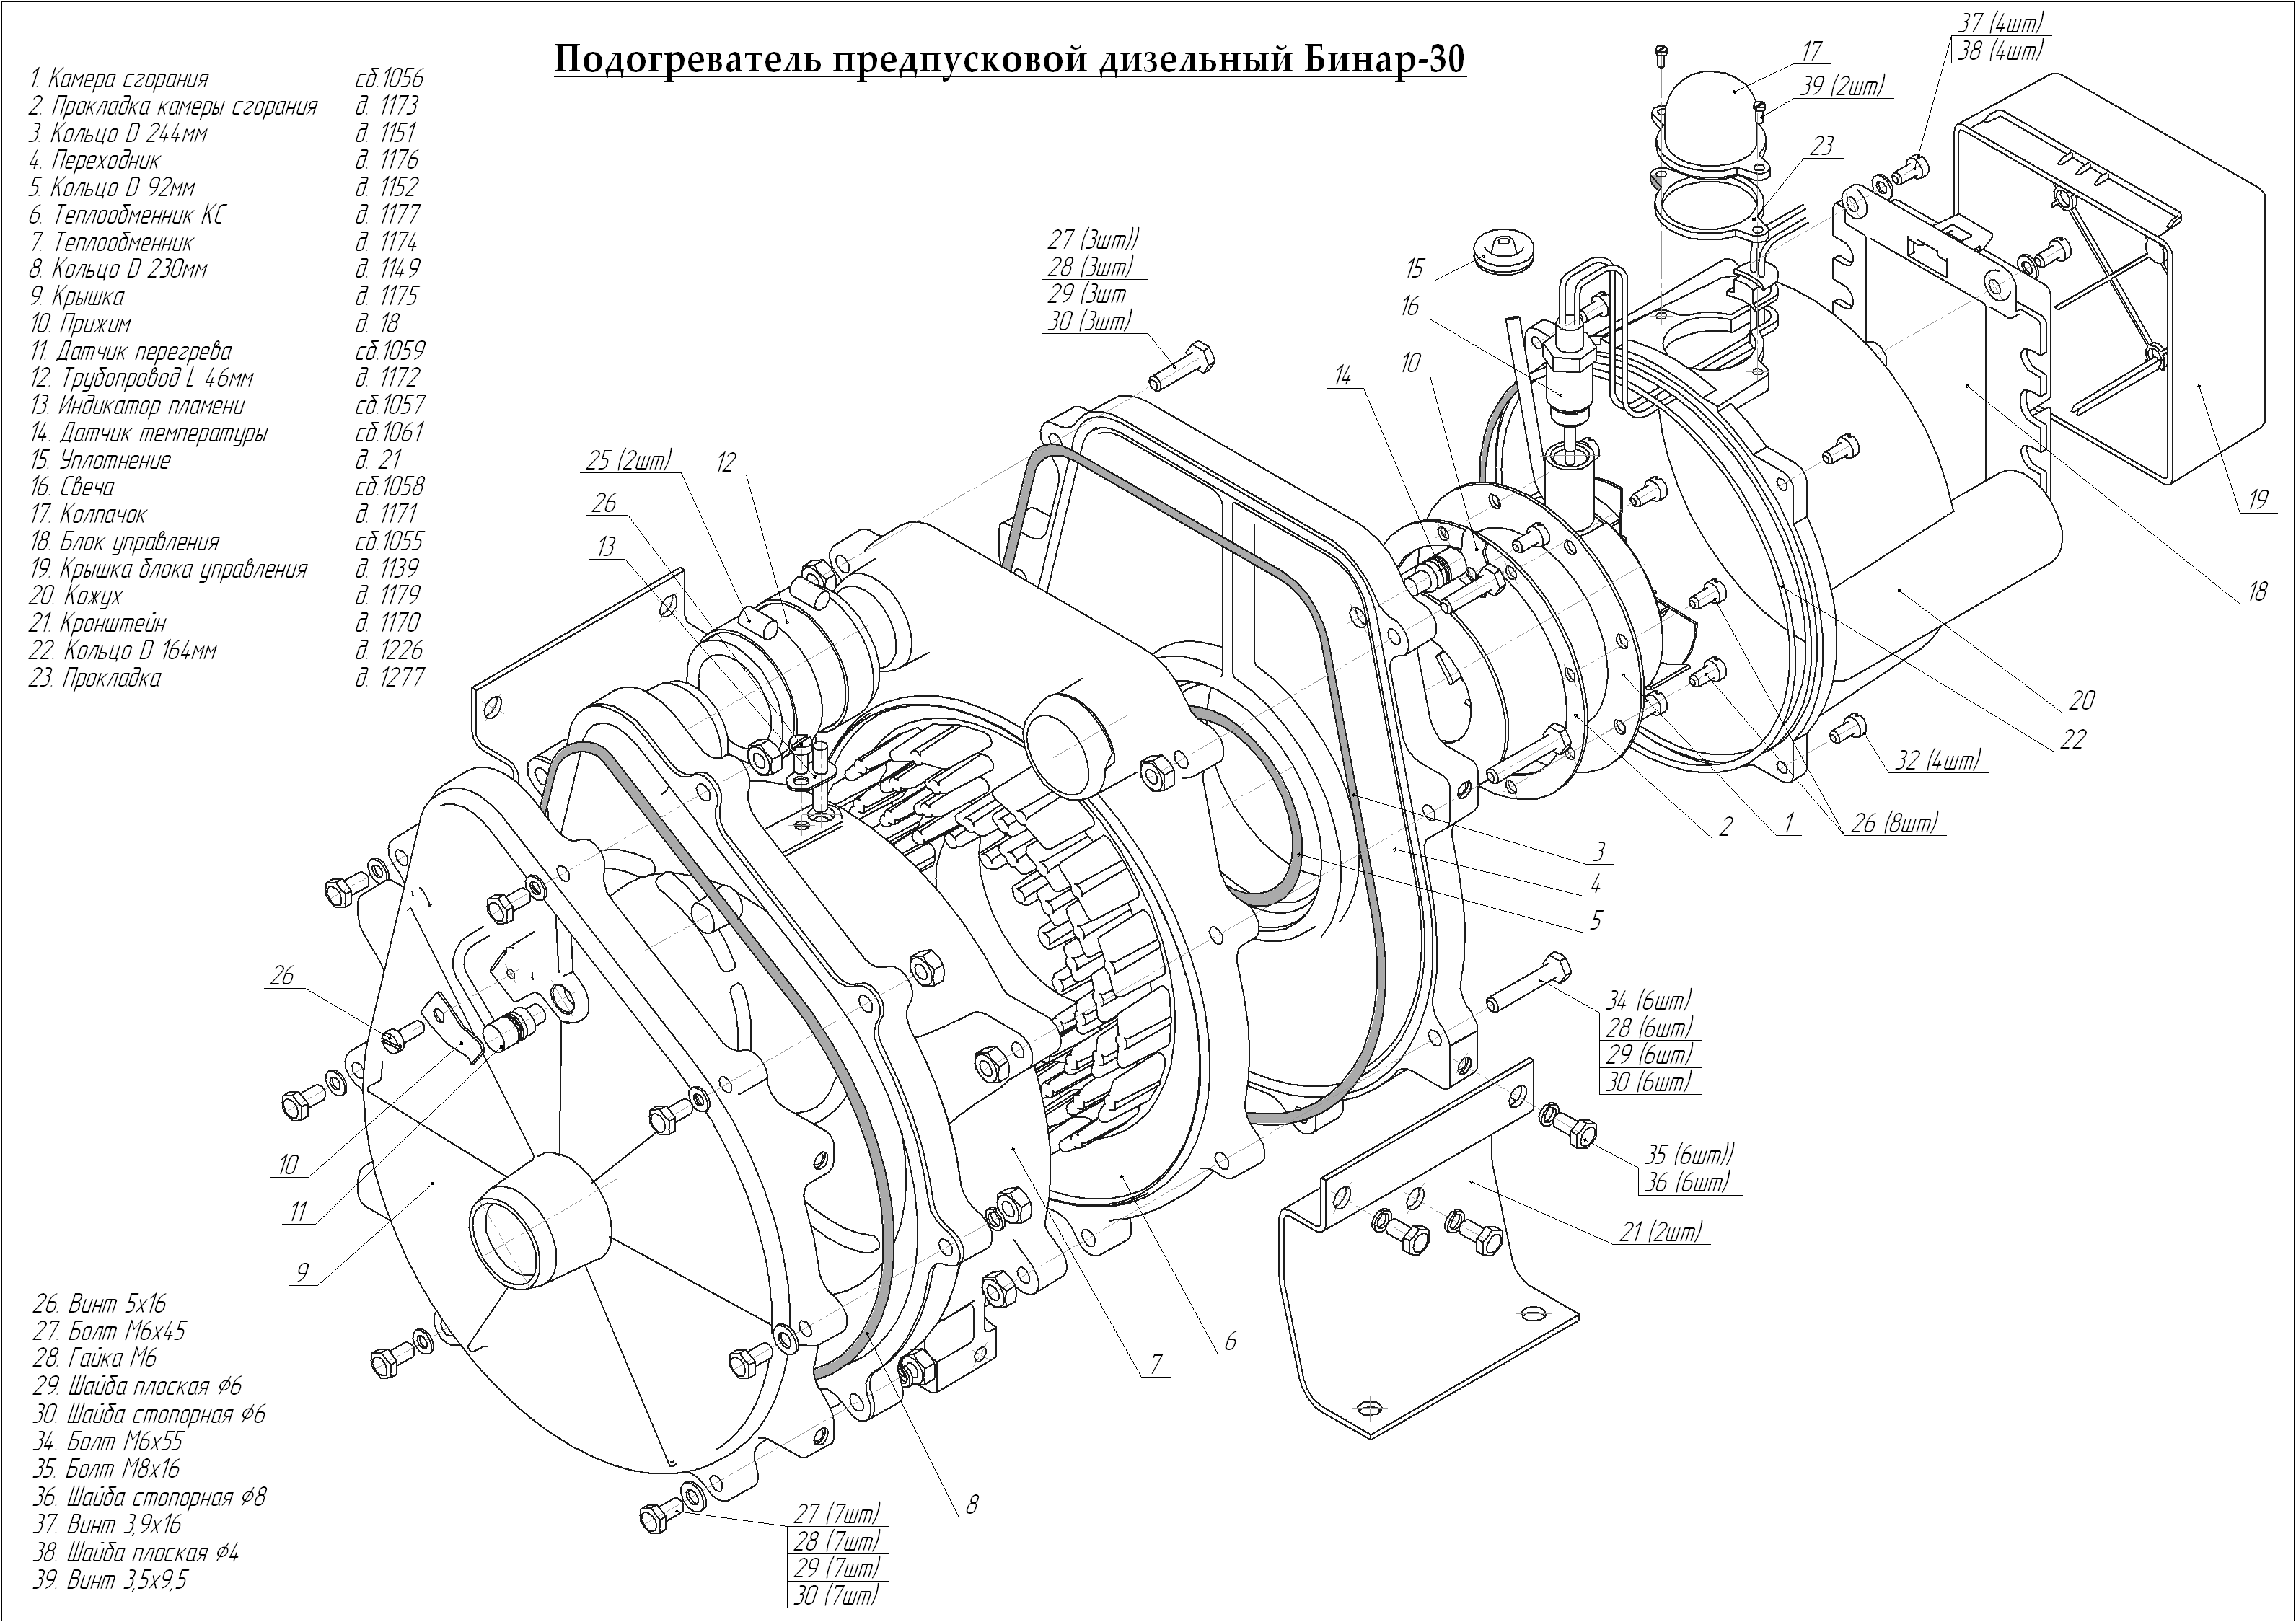 Подогреватель предпусковой дизельный Бинар-30
1. Камера сгорания сб.1056
2. Прокладка камеры сгорания д. 1173
3. Кольцо D 244мм д. 1151
4. Переходник д. 1176
5. Кольцо D 92мм д. 1152
6. Теплообменник КС д. 1177
7. Теплообменник д. 1174
8. Кольцо D 230мм д. 1149
9. Крышка д. 1175
10. Прижим д. 18
11. Датчик перегрева сб.1059
12. Трубопровод L 46мм д. 1172
13. Индикатор пламени сб.1057
14. Датчик температуры сб.1061
15. Уплотнение д. 21
16. Свеча сб.1058
17. Колпачок д. 1171
18. Блок управления сб.1055
19. Крышка блока управления д. 1139
20. Кожух д. 1179
21. Кронштейн д. 1170
22. Кольцо D 164мм д. 1226
23. Прокладка д. 1277
37 (4шт)
38 (4шт)
17
39 (2шт)
23
27 (3шт))
28 (3шт)
29 (3шт
30 (3шт)
15
16
14
10
25 (2шт)
12
26
13
19
18
20
22
32 (4шт)
26 (8шт)
1
2
3
4
5
26
34 (6шт)
28 (6шт)
29 (6шт)
30 (6шт)
35 (6шт))
36 (6шт)
21 (2шт)
10
11
9
6
7
8
27 (7шт)
28 (7шт)
29 (7шт)
30 (7шт)
26. Винт 5х16
27. Болт М6х45
28. Гайка М6
29. Шайба плоская ϕ6
30. Шайба стопорная ϕ6
34. Болт М6х55
35. Болт М8х16
36. Шайба стопорная ϕ8
37. Винт 3,9х16
38. Шайба плоская ϕ4
39. Винт 3,5х9,5